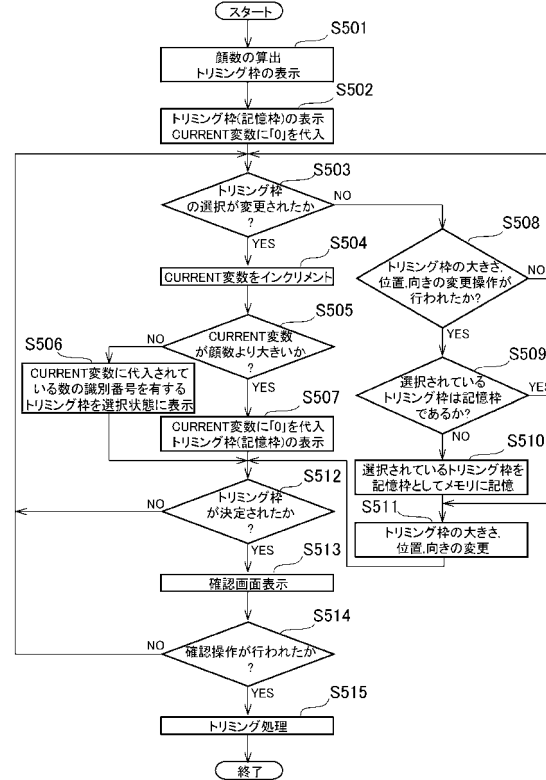 スタート
S501
顔数の算出
トリミング枠の表示
S502
トリミング枠(記憶枠)の表示
CURRENT変数に「0」を代入
S503
トリミング枠
の選択が変更されたか
?
NO
YES
S504
CURRENT変数をインクリメント
S505
CURRENT変数
が顔数より大きいか
?
NO
YES
S506
CURRENT変数に代入されて
いる数の識別番号を有する
トリミング枠を選択状態に表示
S507
CURRENT変数に「0」を代入
トリミング枠(記憶枠)の表示
S508
トリミング枠の大きさ,
位置,向きの変更操作が
行われたか?
NO
YES
S509
選択されている
トリミング枠は記憶枠
であるか?
YES
NO
S510
選択されているトリミング枠を
記憶枠としてメモリに記憶
S511
トリミング枠の大きさ,
位置,向きの変更
S512
トリミング枠
が決定されたか
?
NO
YES
S513
確認画面表示
S514
確認操作が行われたか
?
NO
YES
S515
トリミング処理
終了